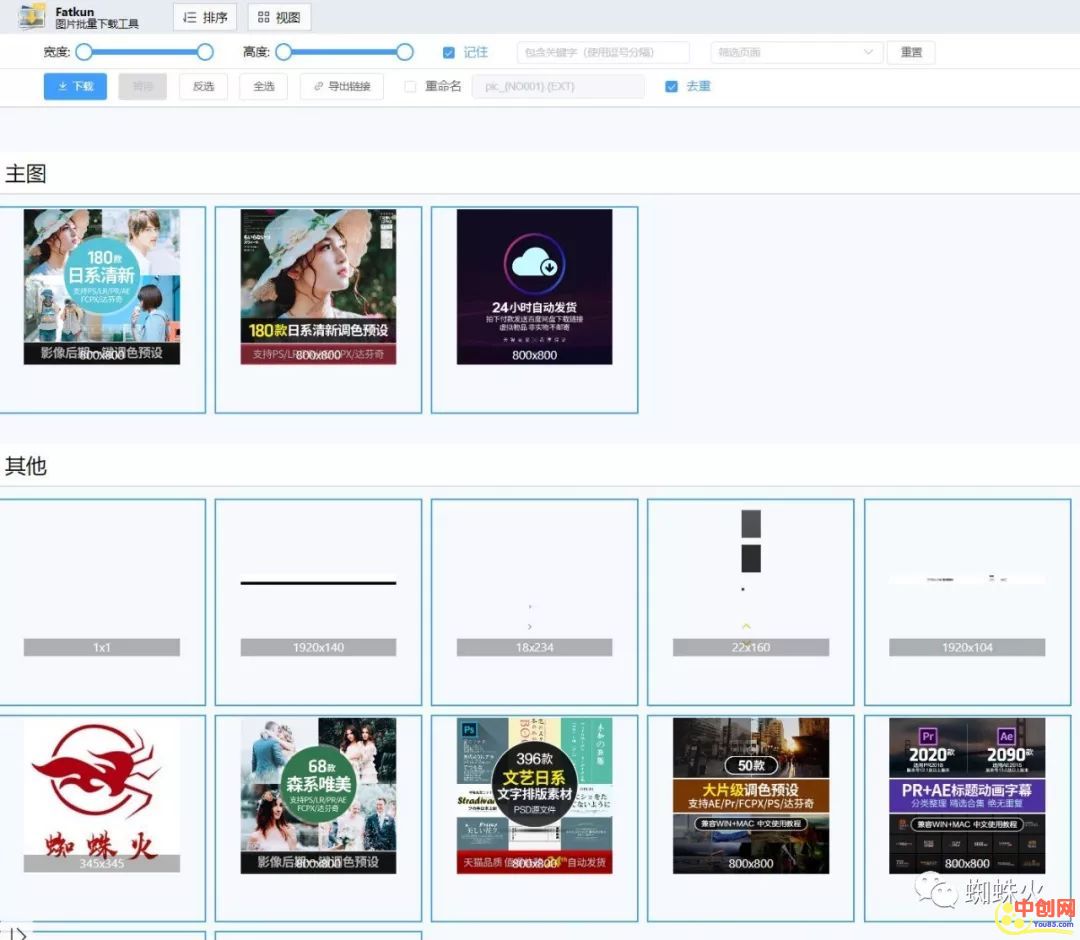 Fatkun
图片批量下载工具
排序
视图
宽度:
高度:
记住
包含关键字（使用逗号分隔）
筛选页面
重置
下载
暂停
反选
全选
导出链接
重命名
pic_{NO001}.{EXT}
去重
主图
180款
日系清新
支持PS/LR/PR/AE
FCPX/达芬奇
影像后期一键调色预设
800x800
180款日系清新调色预设
支持PS/LR/PR/AE/FCPX/达芬奇
800x800
24小时自动发货
拍下付款发送百度网盘下载链接
虚拟物品 非实物不邮寄
800x800
其他
1x1
1920x140
18x234
22x160
1920x104
蜘蛛火
345x345
68款
森系唯美
支持PS/LR/PR/AE
FCPX/达芬奇
影像后期一键调色预设
800x800
Ps
396款
文艺日系
文字排版素材
PSD源文件
天猫品质
自动发货
800x800
50款
大片级调色预设
支持AE/Pr/FCPX/PS/达芬奇
兼容WIN+MAC 中文使用教程
800x800
Pr
Ae
2020款
2090款
PR+AE标题动画字幕
分类整理 精选合集 绝无重复
兼容WIN+MAC 中文使用教程
800x800
蜘蛛火
中创网
You85.com